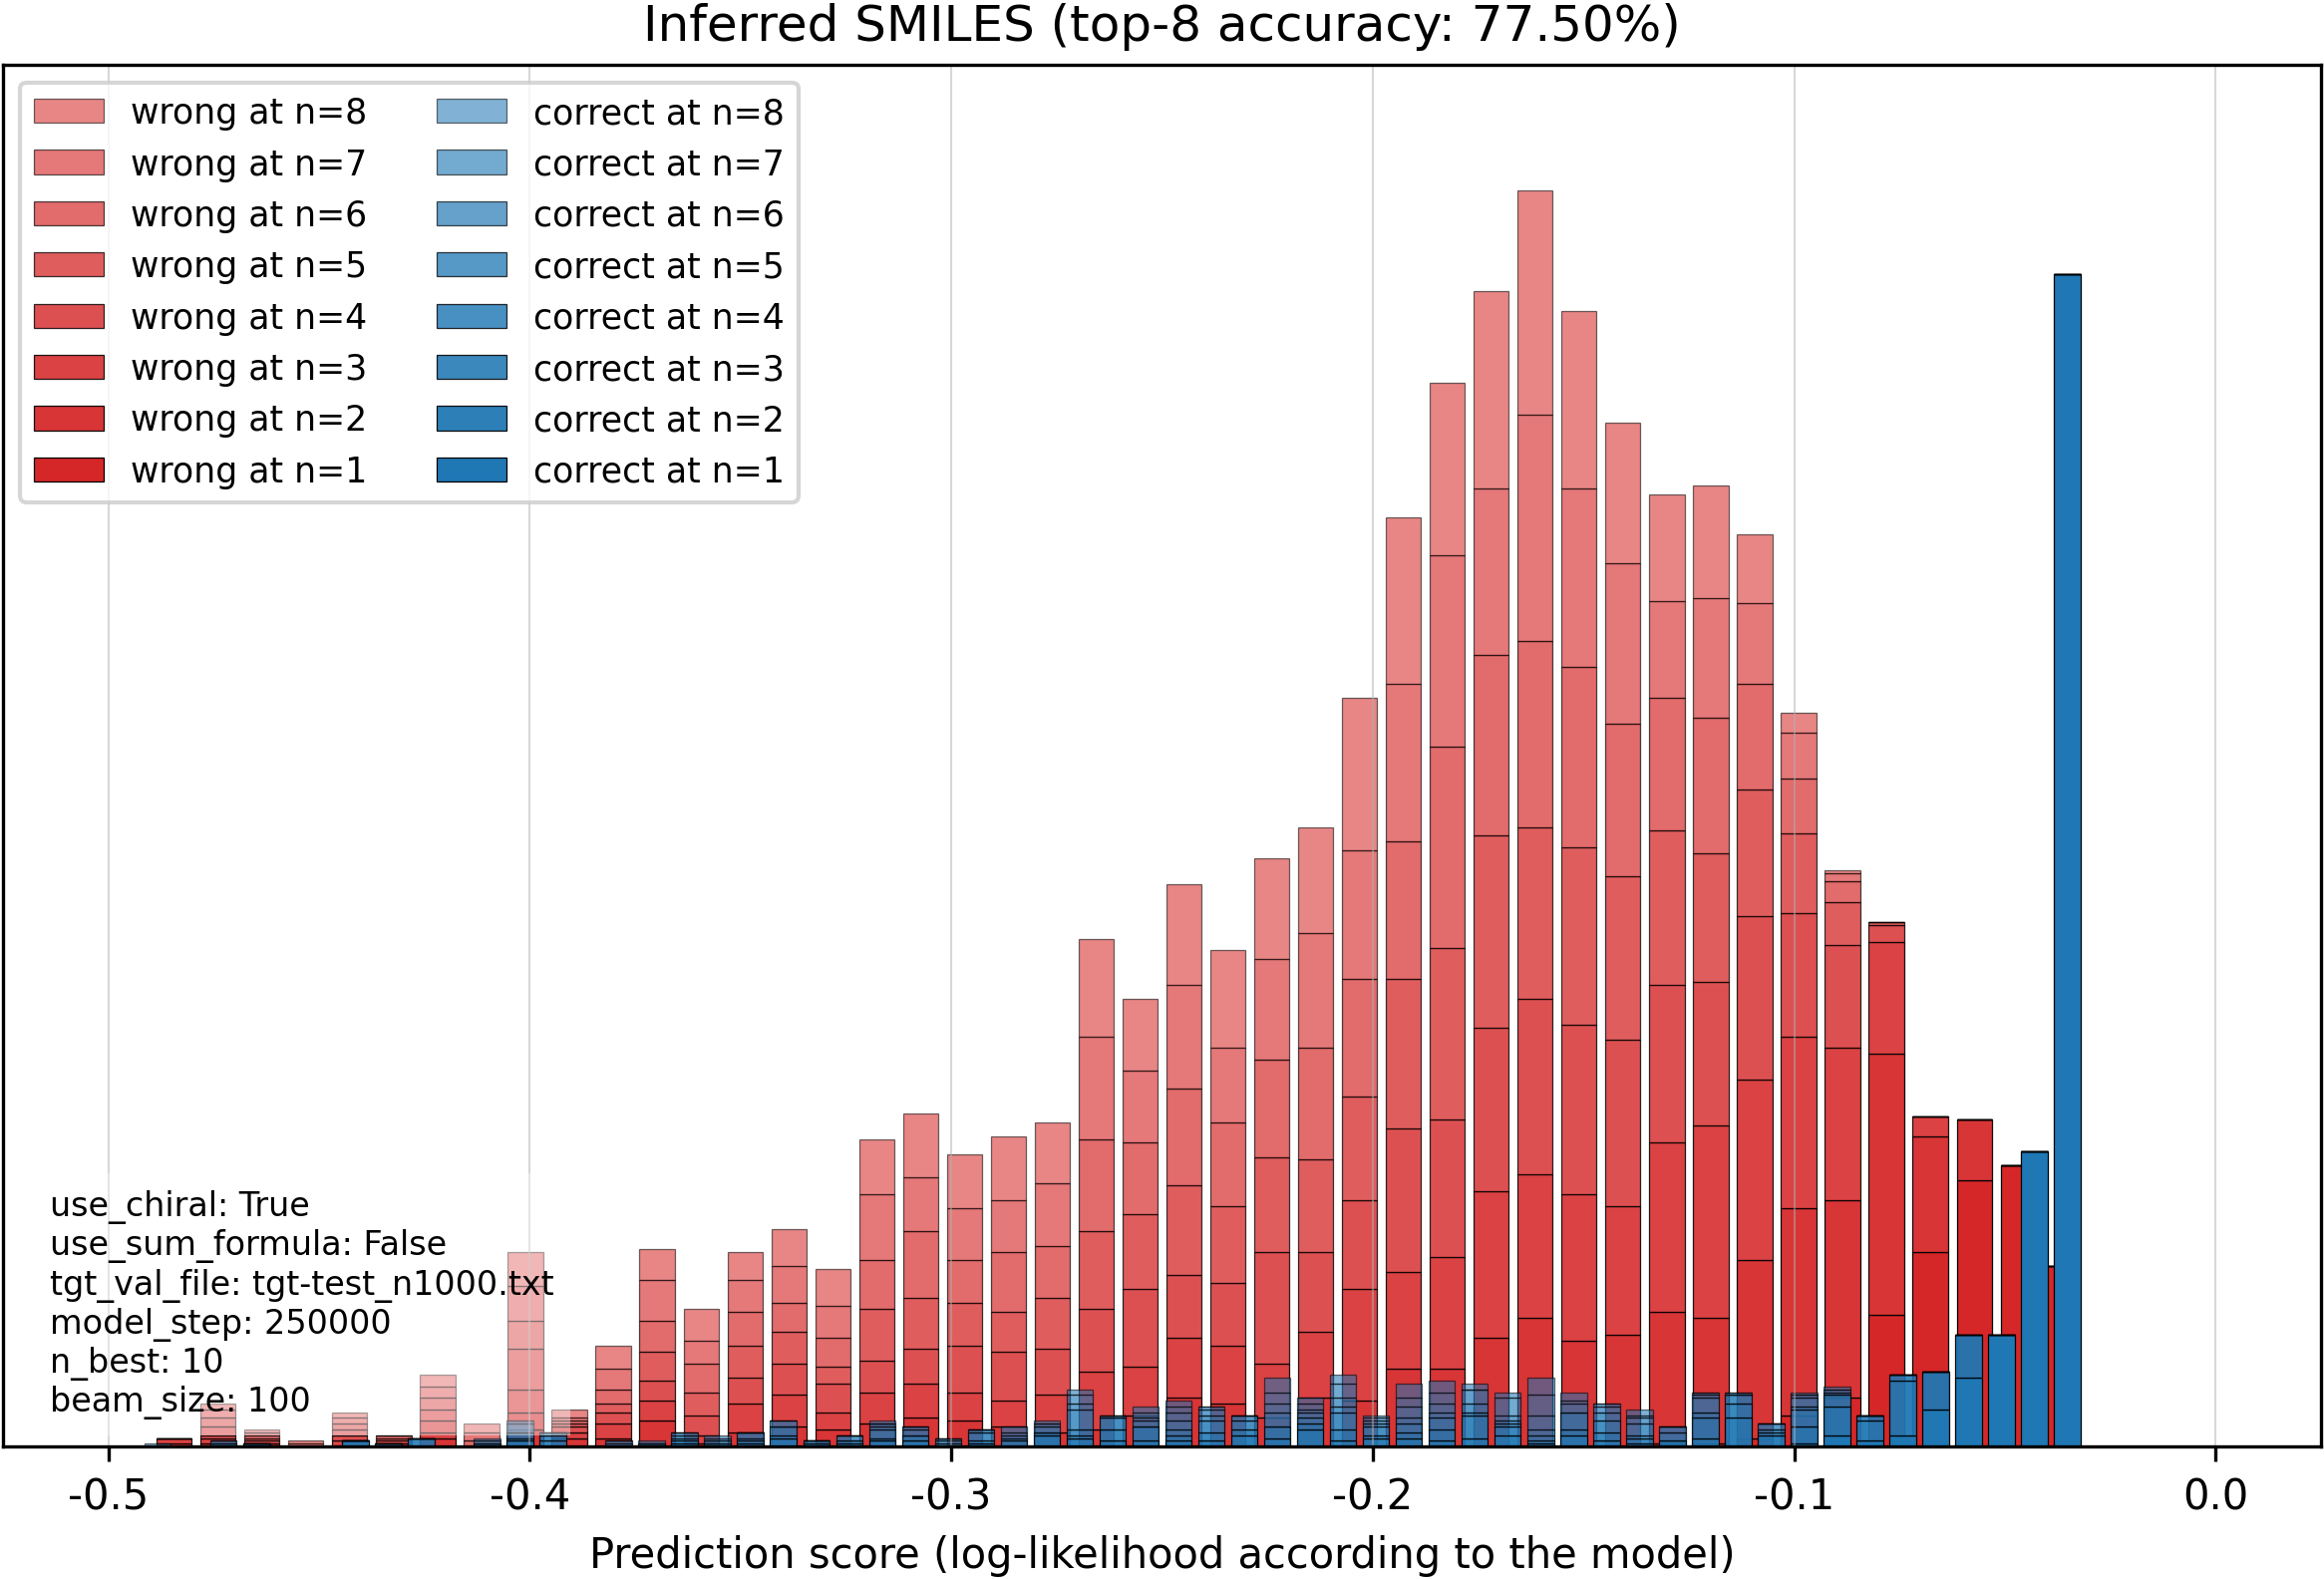 Inferred SMILES (top-8 accuracy: 77.50%)
wrong at n=8
wrong at n=7
wrong at n=6
wrong at n=5
wrong at n=4
wrong at n=3
wrong at n=2
wrong at n=1
correct at n=8
correct at n=7
correct at n=6
correct at n=5
correct at n=4
correct at n=3
correct at n=2
correct at n=1
use_chiral: True
use_sum_formula: False
tgt_val_file: tgt-test_n1000.txt
model_step: 250000
n_best: 10
beam_size: 100
-0.5 -0.4 -0.3 -0.2 -0.1 0.0
Prediction score (log-likelihood according to the model)